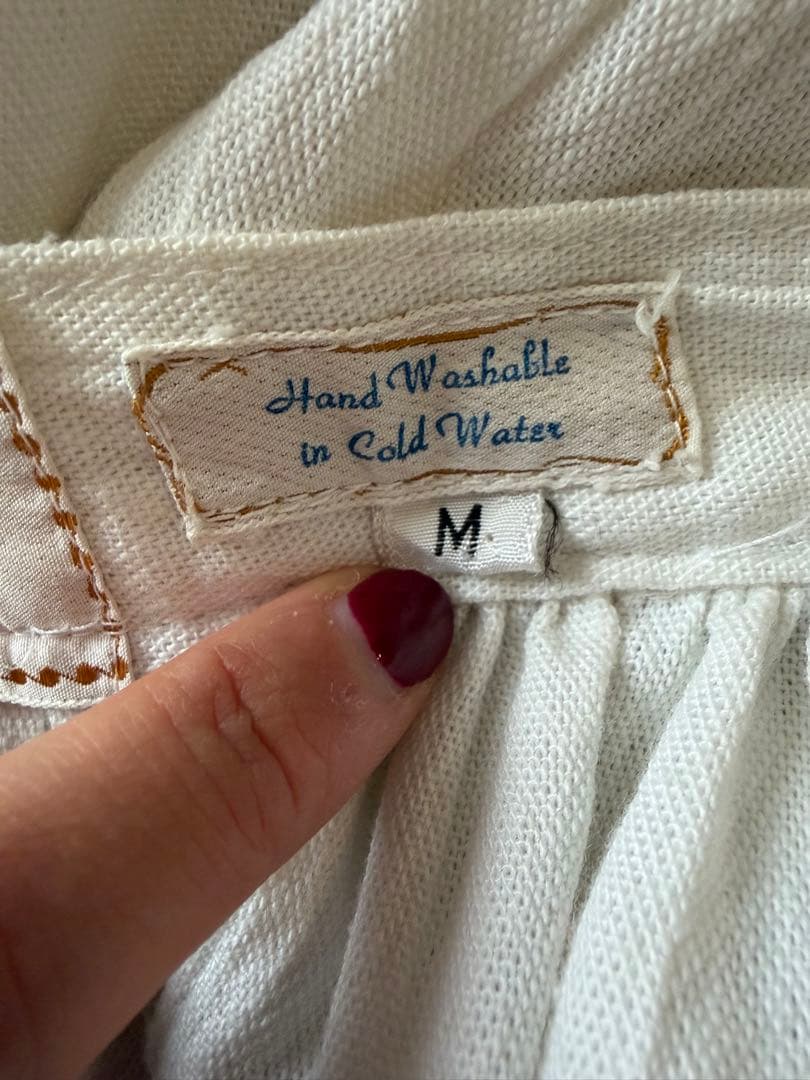 Hand Washable
in Cold Water
M